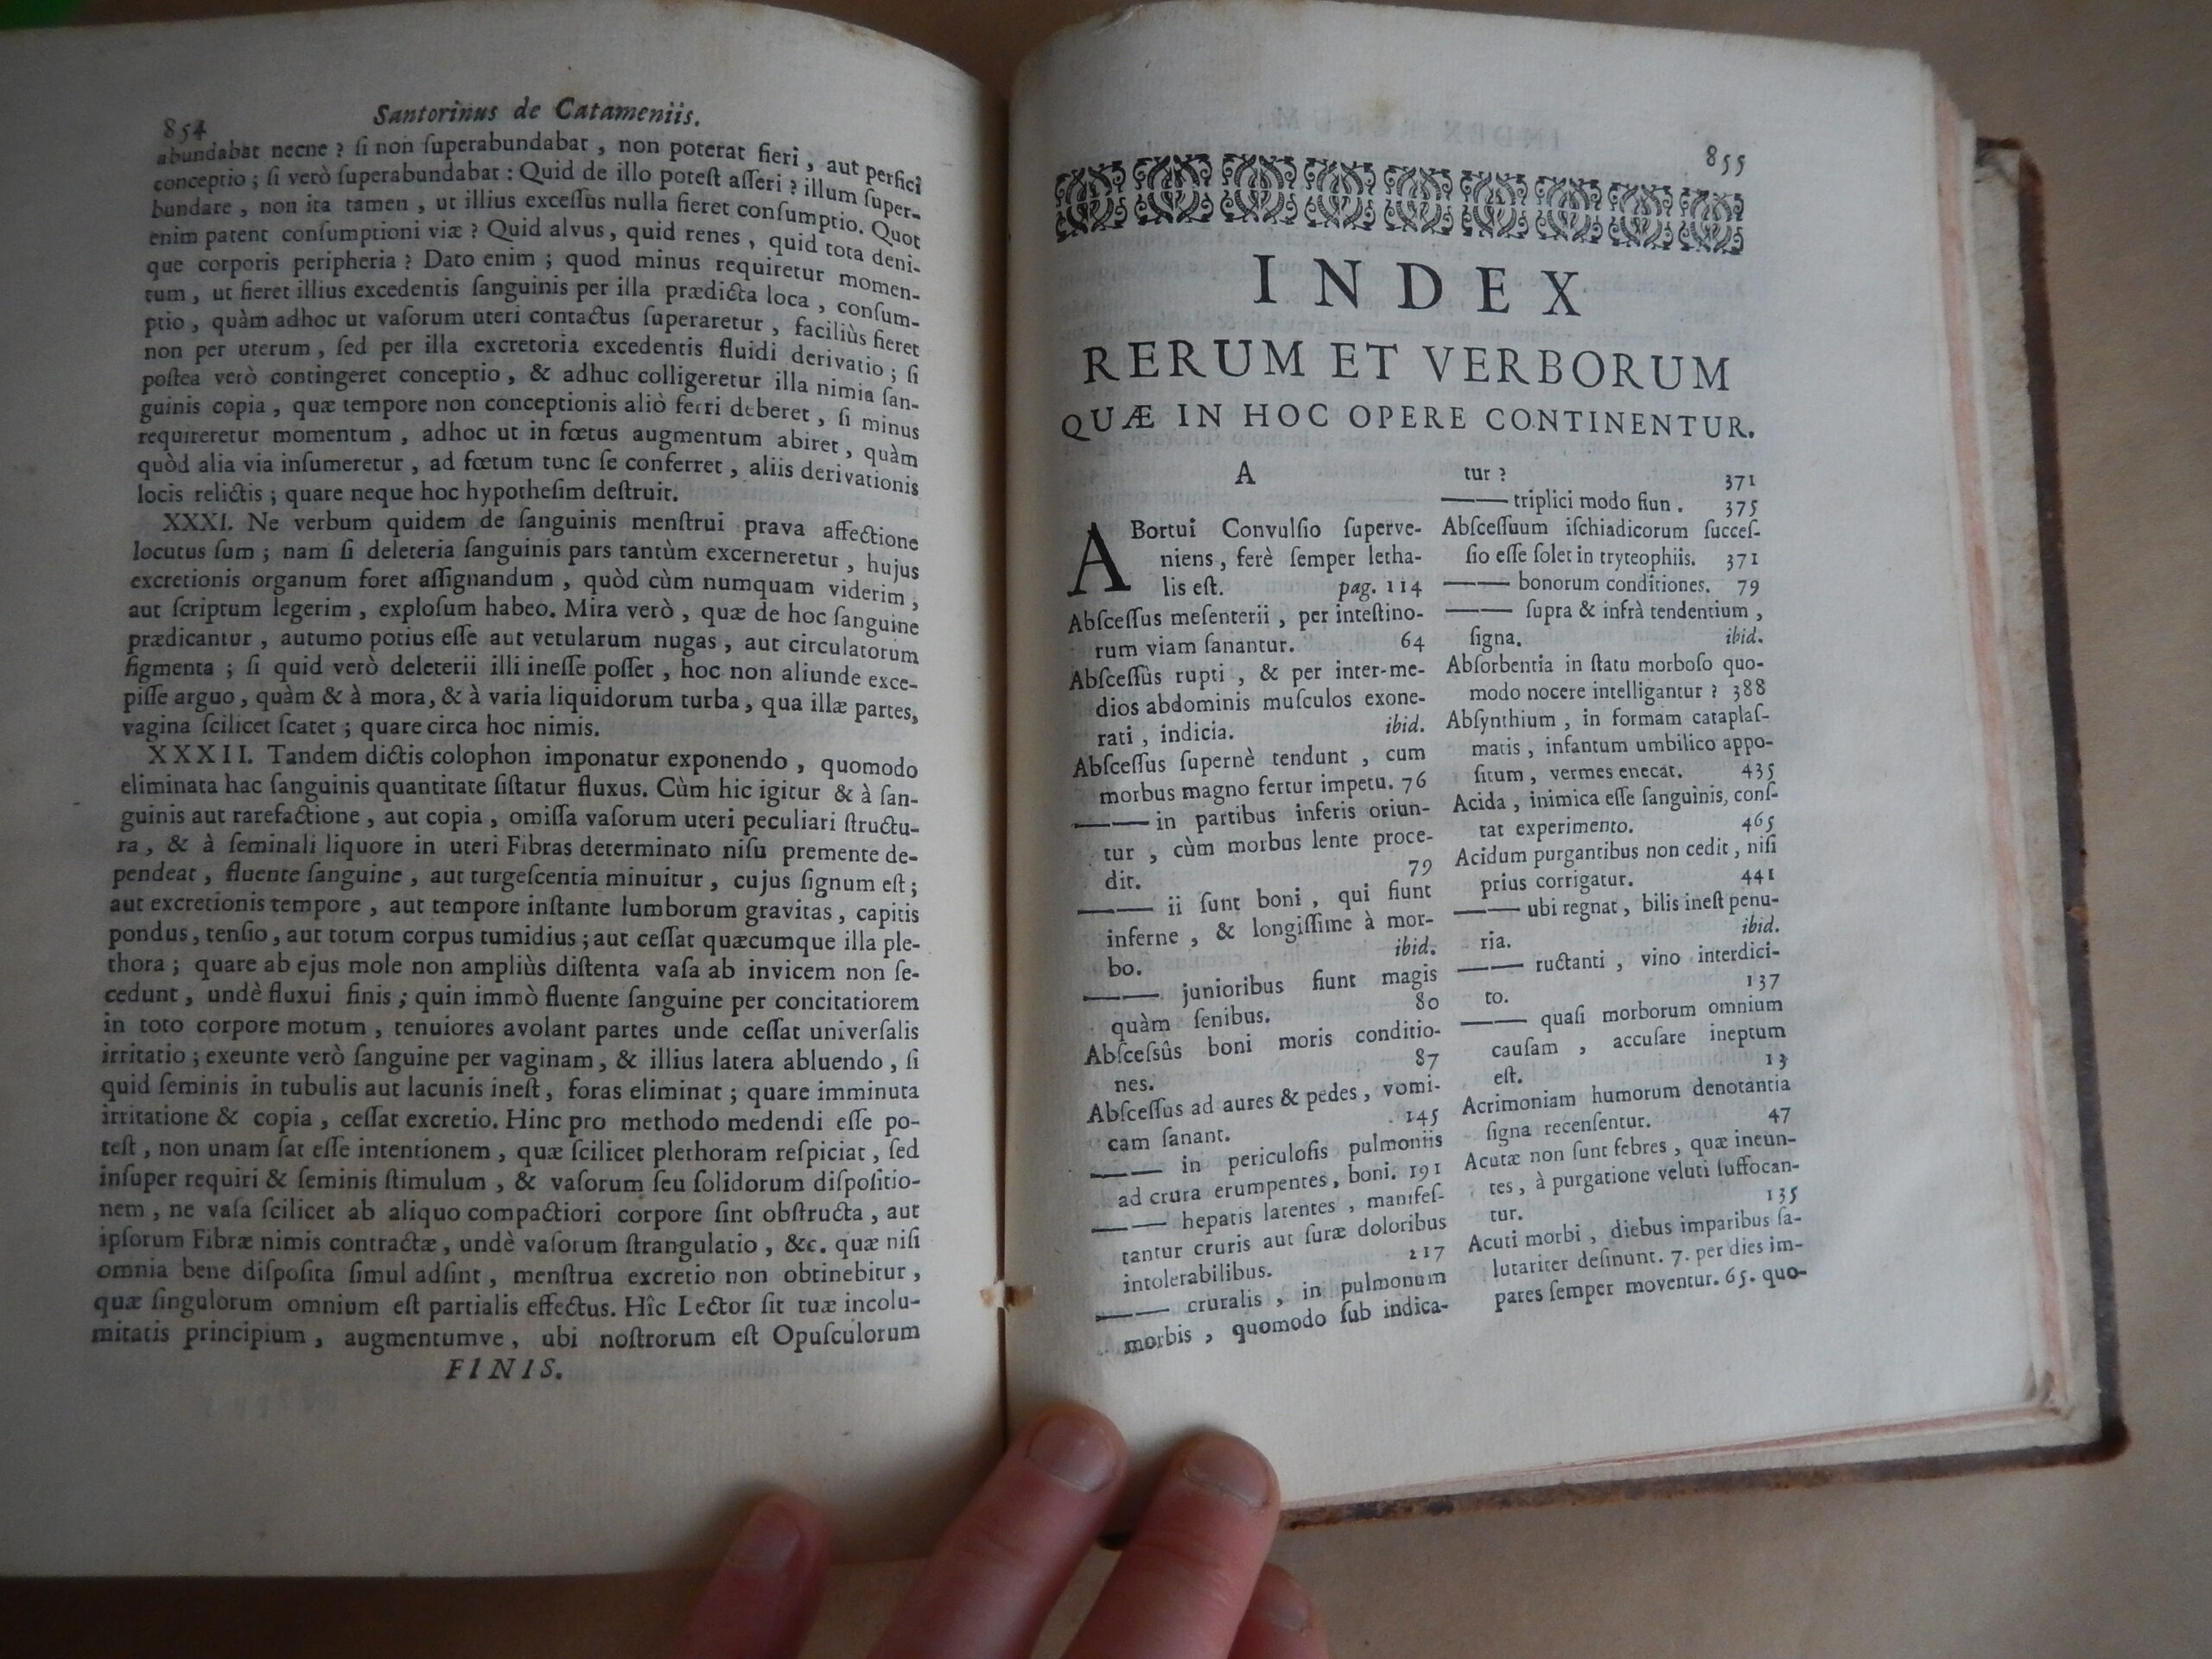 854
Santorinus de Catameniis.
abundabat necne ? ſi non ſuperabundabat , non poterat fieri , aut perfici
conceptio ; ſi verò ſuperabundabat : Quid de illo poteſt aſſeri ? illum ſuper-
bundare , non ita tamen , ut illius exceſſus nulla fieret conſumptio. Quot
enim patent conſumptioni viæ ? Quid alvus , quid renes , quid tota deni-
que corporis peripheria ? Dato enim ; quod minus requiretur momen-
tum , ut fieret illius excedentis ſanguinis per illa prædicta loca , conſum-
ptio , quàm adhoc ut vaſorum uteri contactus ſuperaretur , faciliùs fieret
non per uterum , ſed per illa excretoria excedentis fluidi derivatio ; ſi
poſtea verò contingeret conceptio , & adhuc colligeretur illa nimia ſan-
guinis copia , quæ tempore non conceptionis aliò ferri deberet , ſi minus
requireretur momentum , adhoc ut in fœtus augmentum abiret , quàm
quòd alia via inſumeretur , ad fœtum tunc ſe conferret , aliis derivationis
locis relictis ; quare neque hoc hypotheſim deſtruit.
XXXI. Ne verbum quidem de ſanguinis menſtrui prava affectione
locutus ſum ; nam ſi deleteria ſanguinis pars tantùm excerneretur , hujus
excretionis organum foret aſſignandum , quòd cùm numquam viderim ,
aut ſcriptum legerim , exploſum habeo. Mira verò , quæ de hoc ſanguine
prædicantur , autumo potius eſſe aut vetularum nugas , aut circulatorum
figmenta ; ſi quid verò deleterii illi ineſſe poſſet , hoc non aliunde exce-
piſſe arguo , quàm & à mora, & à varia liquidorum turba , qua illæ partes,
vagina ſcilicet ſcatet ; quare circa hoc nimis.
XXXII. Tandem dictis colophon imponatur exponendo , quomodo
eliminata hac ſanguinis quantitate ſiſtatur fluxus. Cùm hic igitur & à ſan-
guinis aut rarefactione , aut copia , omiſſa vaſorum uteri peculiari ſtructu-
ra, & à ſeminali liquore in uteri Fibras determinato niſu premente de-
pendeat , fluente ſanguine , aut turgeſcentia minuitur , cujus ſignum eſt ;
aut excretionis tempore , aut tempore inſtante lumborum gravitas , capitis
pondus , tenſio , aut totum corpus tumidius ; aut ceſſat quæcumque illa ple-
thora ; quare ab ejus mole non ampliùs diſtenta vaſa ab invicem non ſe-
cedunt , undè fluxui finis ; quin immò fluente ſanguine per concitatiorem
in toto corpore motum , tenuiores avolant partes unde ceſſat univerſalis
irritatio ; exeunte verò ſanguine per vaginam , & illius latera abluendo , ſi
quid ſeminis in tubulis aut lacunis ineſt , foras eliminat ; quare imminuta
irritatione & copia , ceſſat excretio. Hinc pro methodo medendi eſſe po-
teſt , non unam ſat eſſe intentionem , quæ ſcilicet plethoram reſpiciat , ſed
inſuper requiri & ſeminis ſtimulum , & vaſorum ſeu ſolidorum diſpoſitio-
nem , ne vaſa ſcilicet ab aliquo compactiori corpore ſint obſtructa , aut
ipſorum Fibræ nimis contractæ , undè vaſorum ſtrangulatio , &c. quæ niſi
omnia bene diſpoſita ſimul adſint , menſtrua excretio non obtinebitur ,
quæ ſingulorum omnium eſt partialis effectus. Hîc Lector ſit tuæ incolu-
mitatis principium , augmentumve , ubi noſtrorum eſt Opuſculorum
FINIS.
855
INDEX
RERUM ET VERBORUM
QUÆ IN HOC OPERE CONTINENTUR.
A
ABortui Convulſio ſuperve-
niens , ferè ſemper letha-
lis eſt. pag. 114
Abſceſſus meſenterii , per inteſtino-
rum viam ſanantur. 64
Abſceſſùs rupti , & per inter-me-
dios abdominis muſculos exone-
rati , indicia. ibid.
Abſceſſus ſupernè tendunt , cum
morbus magno fertur impetu. 76
—— in partibus inferis oriun-
tur , cùm morbus lente proce-
dit. 79
—— ii ſunt boni , qui fiunt
inferne , & longiſſime à mor-
bo. ibid.
—— junioribus fiunt magis
quàm ſenibus. 80
Abſceſsûs boni moris conditio-
nes. 87
Abſceſſus ad aures & pedes , vomi-
cam ſanant. 145
—— in periculoſis pulmoniis
ad crura erumpentes, boni. 191
—— hepatis latentes , manifeſ-
tantur cruris aut ſuræ doloribus
intolerabilibus. 217
—— cruralis , in pulmonum
morbis , quomodo ſub indica-
tur ? 371
—— triplici modo fiun . 375
Abſceſſuum iſchiadicorum ſucceſ-
ſio eſſe ſolet in tryteophiis. 371
—— bonorum conditiones. 79
—— ſupra & infrà tendentium ,
ſigna. ibid.
Abſorbentia in ſtatu morboſo quo-
modo nocere intelligantur ? 388
Abſynthium , in formam cataplaſ-
matis , infantum umbilico appo-
ſitum , vermes enecat. 435
Acida , inimica eſſe ſanguinis, conſ-
tat experimento. 465
Acidum purgantibus non cedit , niſi
prius corrigatur. 441
—— ubi regnat , bilis ineſt penu-
ria. ibid.
—— ructanti , vino interdici-
to. 137
—— quaſi morborum omnium
cauſam , accuſare ineptum
eſt. 13
Acrimoniam humorum denotantia
ſigna recenſentur. 47
Acutæ non ſunt febres , quæ ineun-
tes , à purgatione veluti ſuffocan-
tur. 135
Acuti morbi , diebus imparibus ſa-
lutariter deſinunt. 7. per dies im-
pares ſemper moventur. 65. quo-